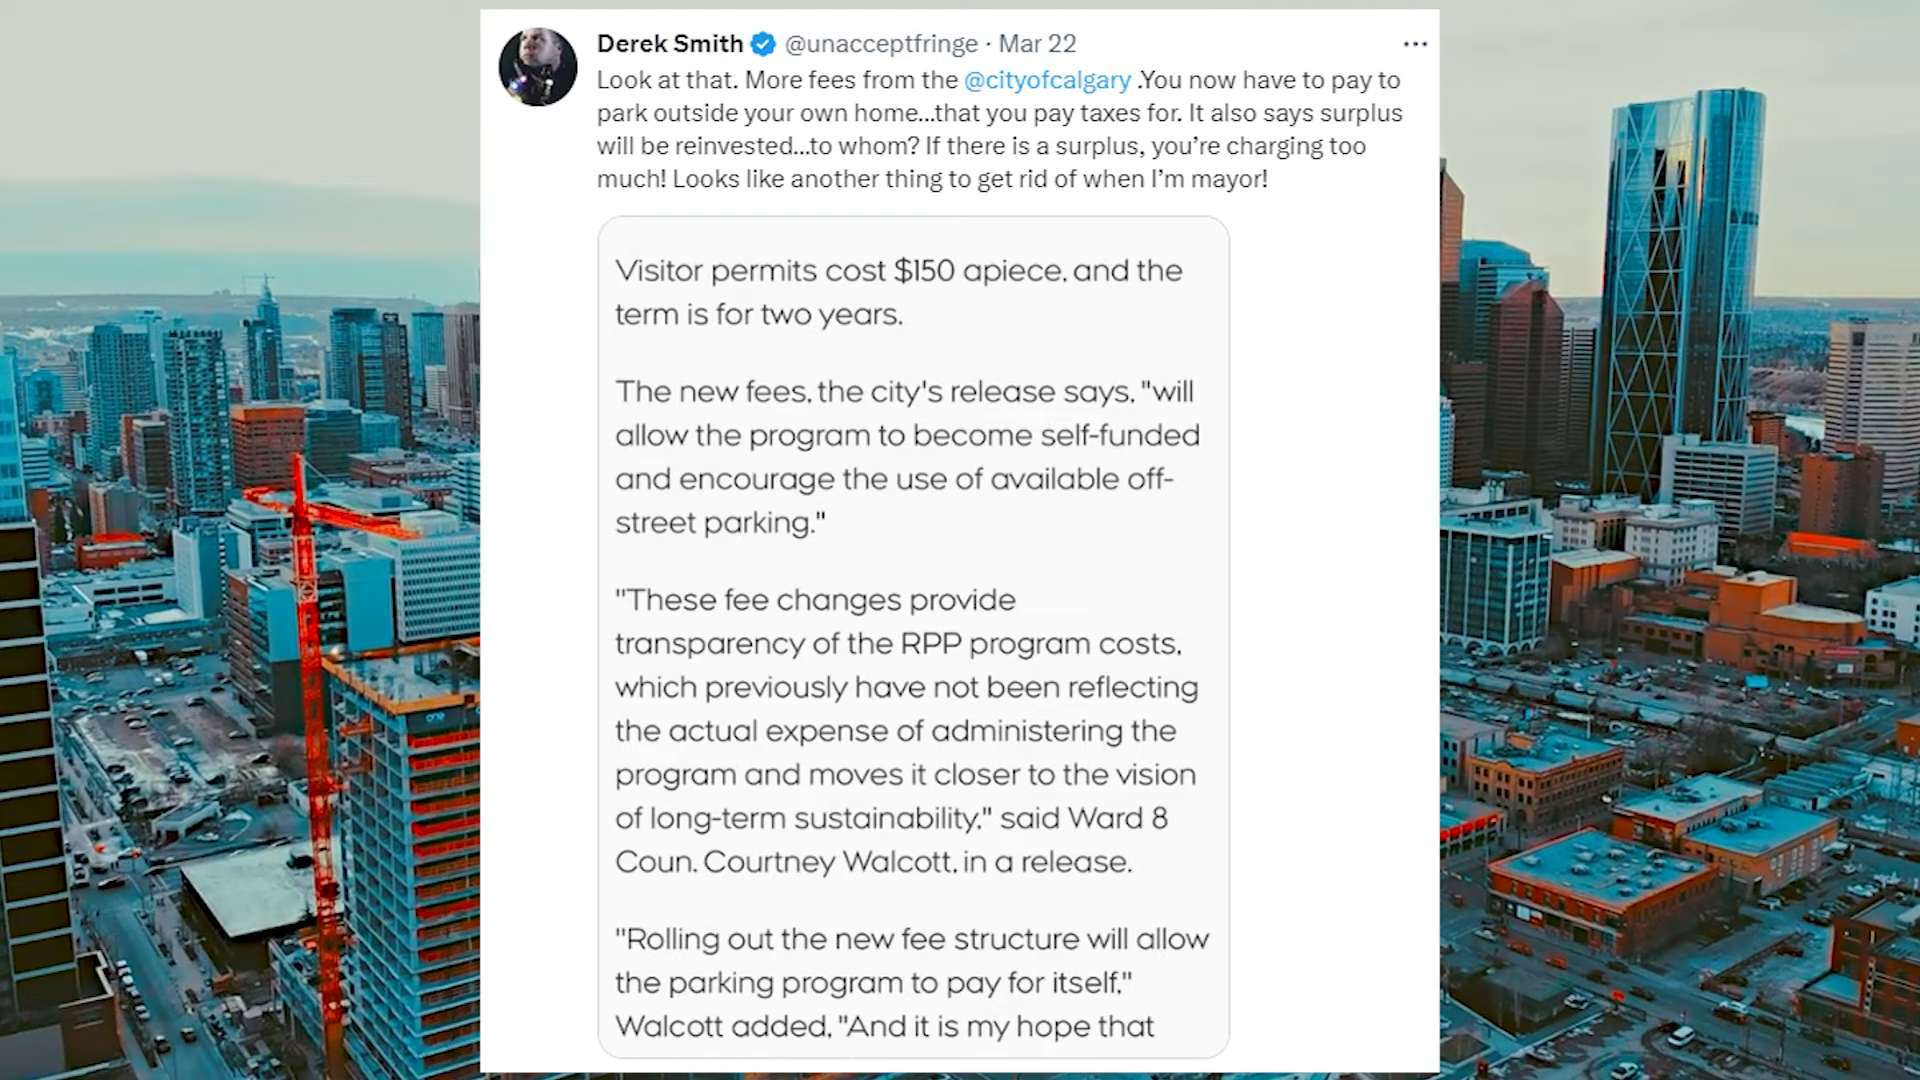 Derek Smith @unacceptfringe · Mar 22
Look at that. More fees from the @cityofcalgary .You now have to pay to
park outside your own home...that you pay taxes for. It also says surplus
will be reinvested...to whom? If there is a surplus, you’re charging too
much! Looks like another thing to get rid of when I’m mayor!
Visitor permits cost $150 apiece, and the
term is for two years.
The new fees, the city's release says, "will
allow the program to become self-funded
and encourage the use of available off-
street parking."
"These fee changes provide
transparency of the RPP program costs,
which previously have not been reflecting
the actual expense of administering the
program and moves it closer to the vision
of long-term sustainability," said Ward 8
Coun. Courtney Walcott, in a release.
"Rolling out the new fee structure will allow
the parking program to pay for itself,"
Walcott added, "And it is my hope that